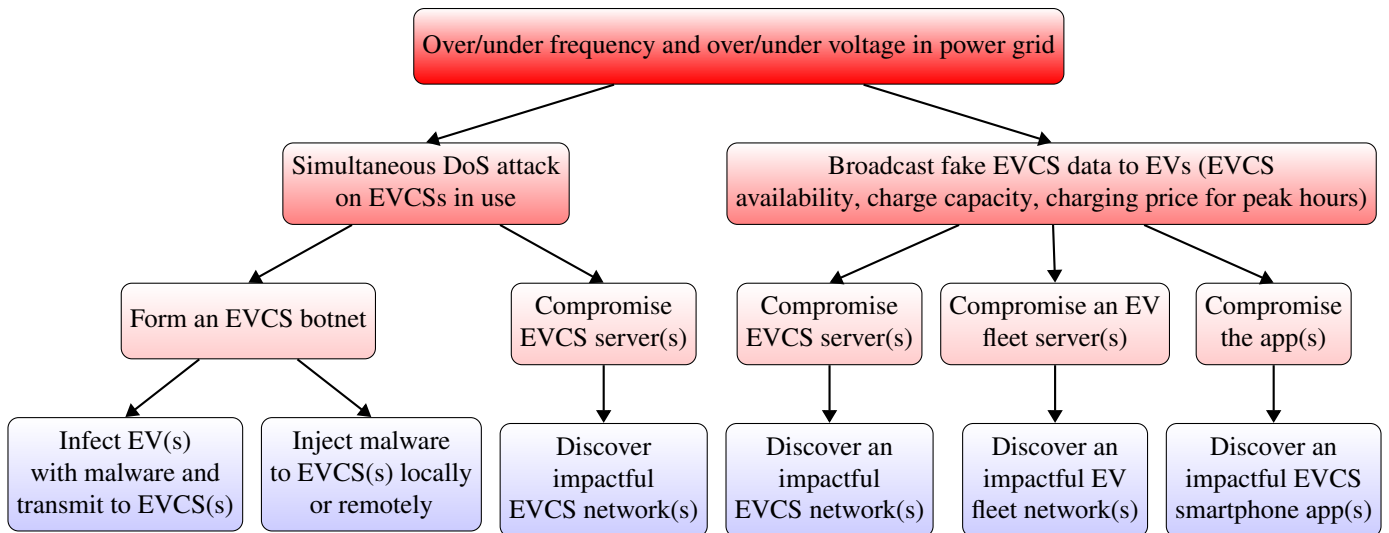 Over/under frequency and over/under voltage in power grid
Simultaneous DoS attack
on EVCSs in use
Broadcast fake EVCS data to EVs (EVCS
availability, charge capacity, charging price for peak hours)
Form an EVCS botnet
Compromise
EVCS server(s)
Compromise
EVCS server(s)
Compromise an EV
fleet server(s)
Compromise
the app(s)
Infect EV(s)
with malware and
transmit to EVCS(s)
Inject malware
to EVCS(s) locally
or remotely
Discover
impactful
EVCS network(s)
Discover an
impactful
EVCS network(s)
Discover an
impactful EV
fleet network(s)
Discover an
impactful EVCS
smartphone app(s)